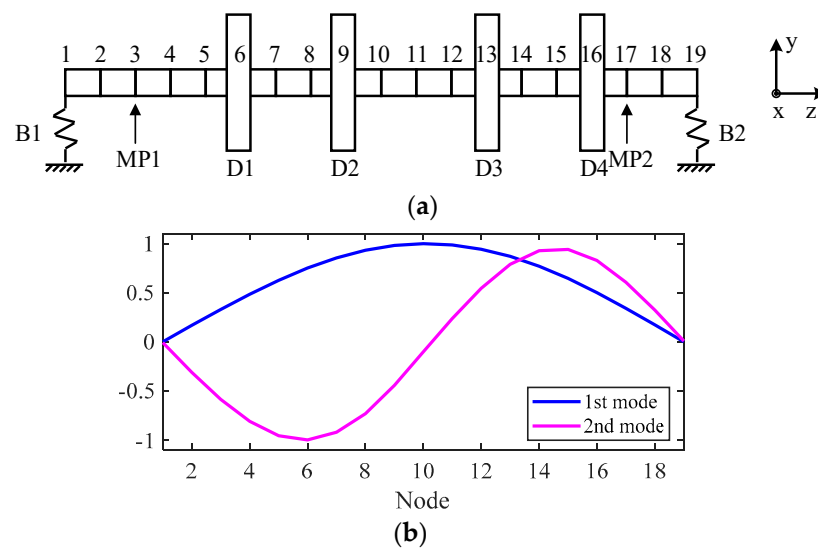 (a)
1 2 3 4 5 6 7 8 9 10 11 12 13 14 15 16 17 18 19
y
x z
B1 B2
MP1 D1 D2 D3 D4 MP2
(a)
1
0.5
0
-0.5
-1
1st mode
2nd mode
2 4 6 8 10 12 14 16 18
Node
(b)